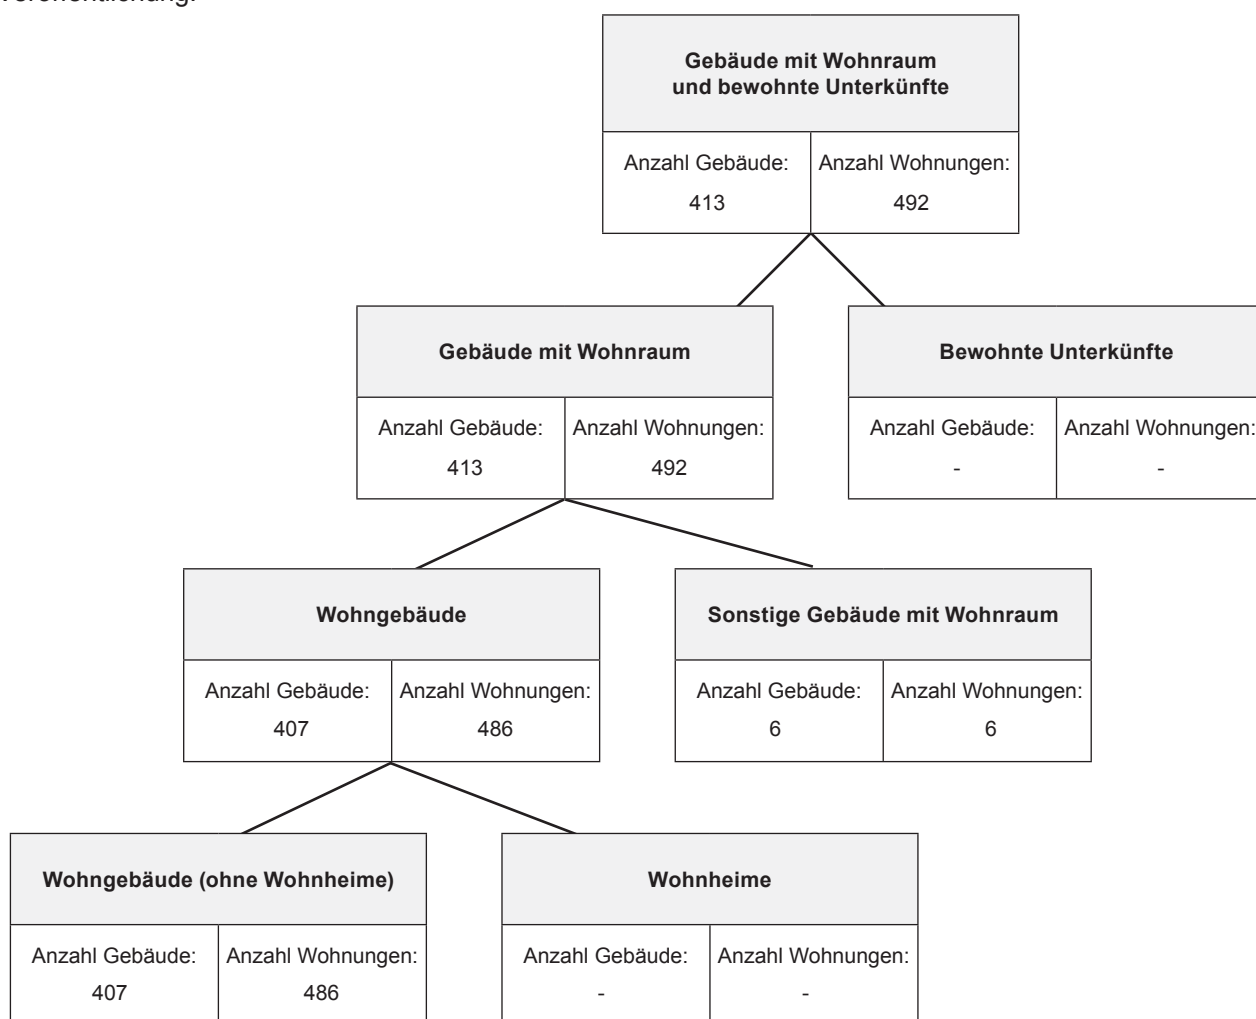 Veröffentlichung.
Gebäude mit Wohnraum
und bewohnte Unterkünfte
Anzahl Gebäude: Anzahl Wohnungen:
413 492
Gebäude mit Wohnraum
Bewohnte Unterkünfte
Anzahl Gebäude: Anzahl Wohnungen:
413 492
Anzahl Gebäude: Anzahl Wohnungen:
- -
Wohngebäude
Sonstige Gebäude mit Wohnraum
Anzahl Gebäude: Anzahl Wohnungen:
407 486
Anzahl Gebäude: Anzahl Wohnungen:
6 6
Wohngebäude (ohne Wohnheime)
Wohnheime
Anzahl Gebäude: Anzahl Wohnungen:
407 486
Anzahl Gebäude: Anzahl Wohnungen:
- -